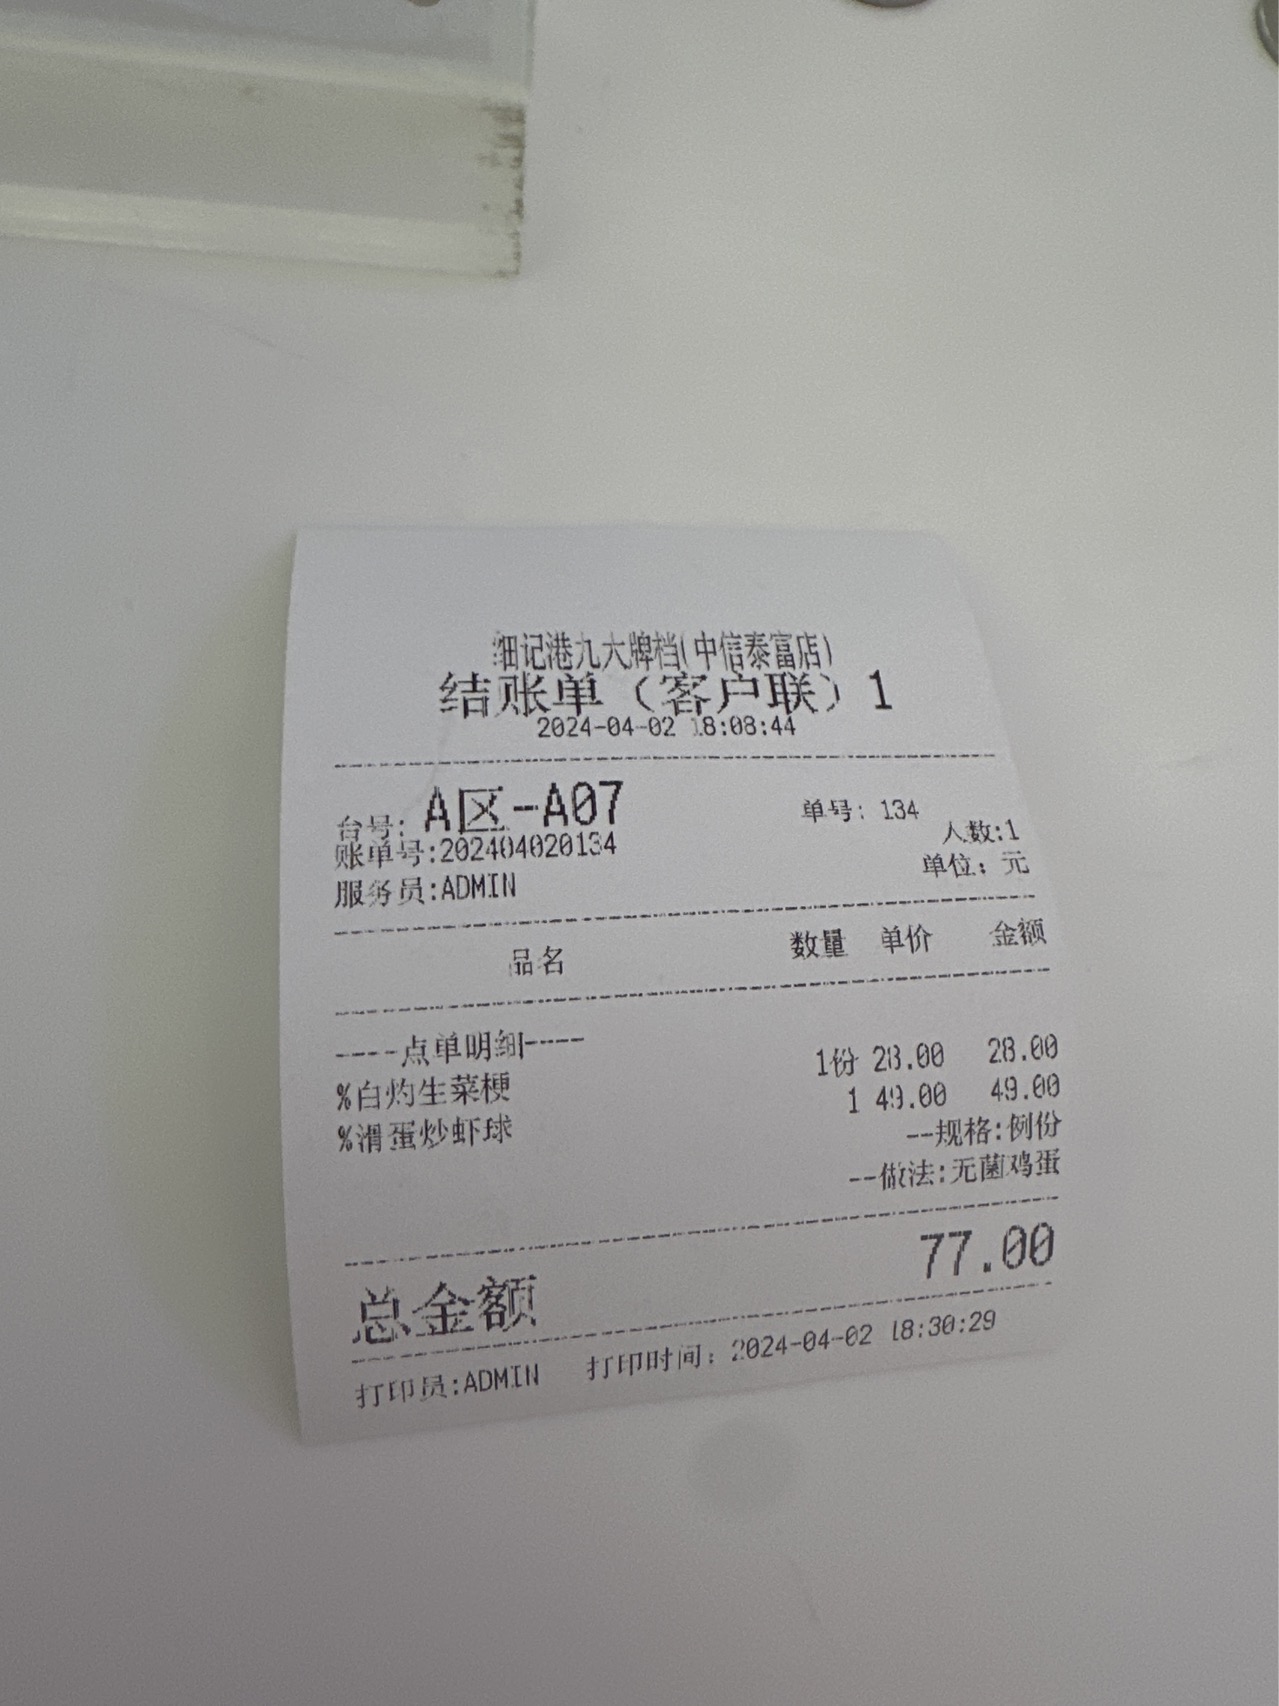 细记港九大牌档(中信泰富店)
结账单（客户联）1
2024-04-02 18:08:44
台号: A区-A07 单号: 134
人数:1
账单号:202404020134
单位: 元
服务员:ADMIN
品名 数量 单价 金额
----点单明细----
%白灼生菜梗 1份 28.00 28.00
%滑蛋炒虾球 1 49.00 49.00
--规格:例份
--做法:无菌鸡蛋
总金额 77.00
打印员:ADMIN 打印时间: 2024-04-02 18:30:29